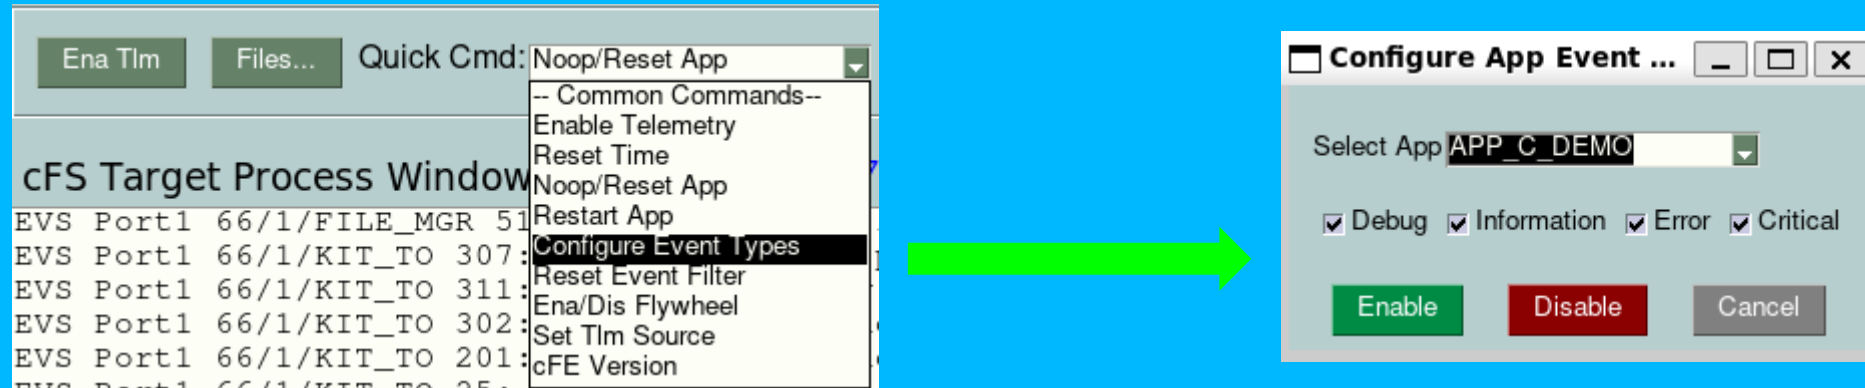 Ena Tlm Files... Quick Cmd: Noop/Reset App
-- Common Commands--
Enable Telemetry
Reset Time
Noop/Reset App
Restart App
Configure Event Types
Reset Event Filter
Ena/Dis Flywheel
Set Tlm Source
cFE Version
cFS Target Process Window
EVS Port1 66/1/FILE_MGR 51
EVS Port1 66/1/KIT_TO 307:
EVS Port1 66/1/KIT_TO 311:
EVS Port1 66/1/KIT_TO 302:
EVS Port1 66/1/KIT_TO 201:
Configure App Event ...
Select App APP_C_DEMO
Debug Information Error Critical
Enable Disable Cancel